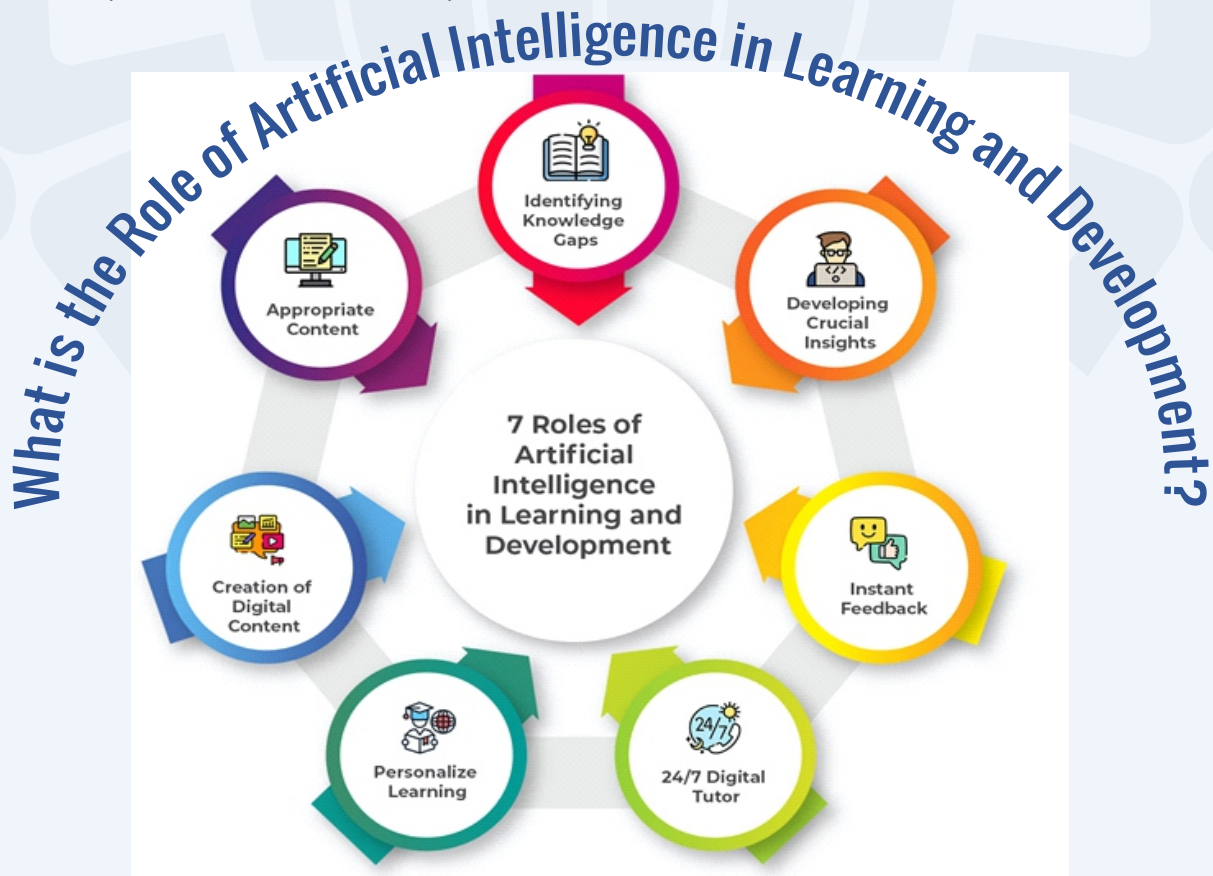 What is the Role of Artificial Intelligence in Learning and Development?
Identifying
Knowledge
Gaps
Developing
Crucial
Insights
Instant
Feedback
24/7
24/7 Digital
Tutor
Personalize
Learning
Creation of
Digital
Content
Appropriate
Content
7 Roles of
Artificial
Intelligence
in Learning and
Development